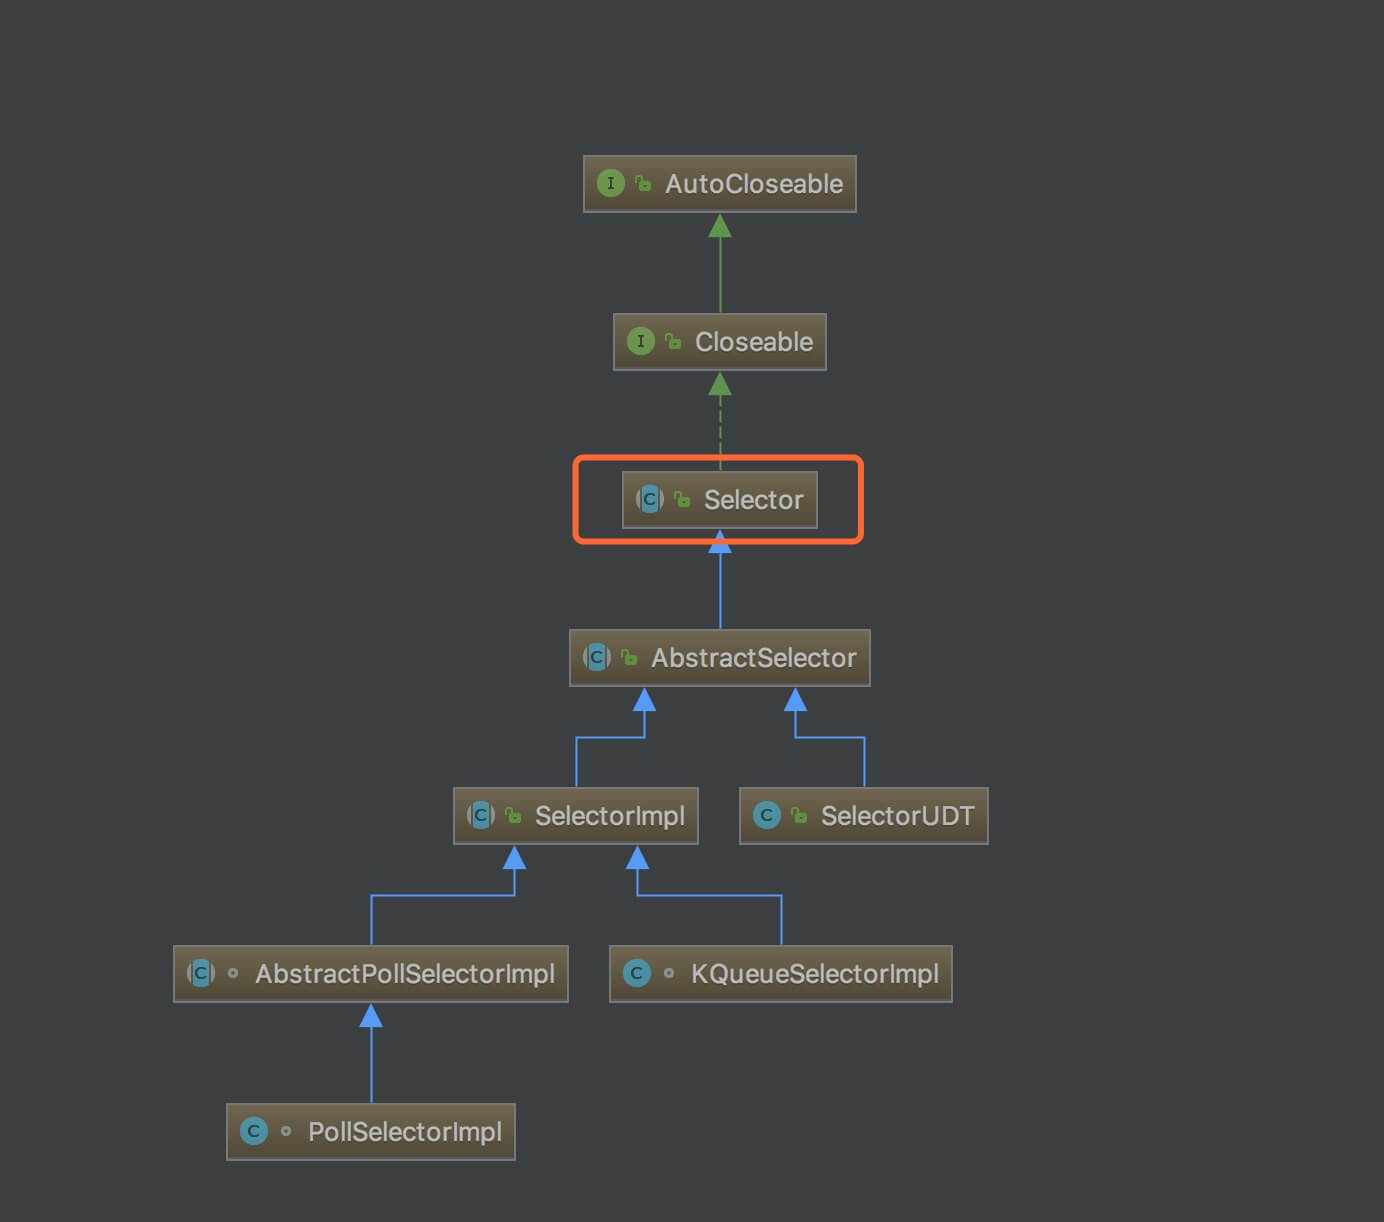 I AutoCloseable
I Closeable
C Selector
C AbstractSelector
C SelectorImpl
C SelectorUDT
C AbstractPollSelectorImpl
C KQueueSelectorImpl
C PollSelectorImpl